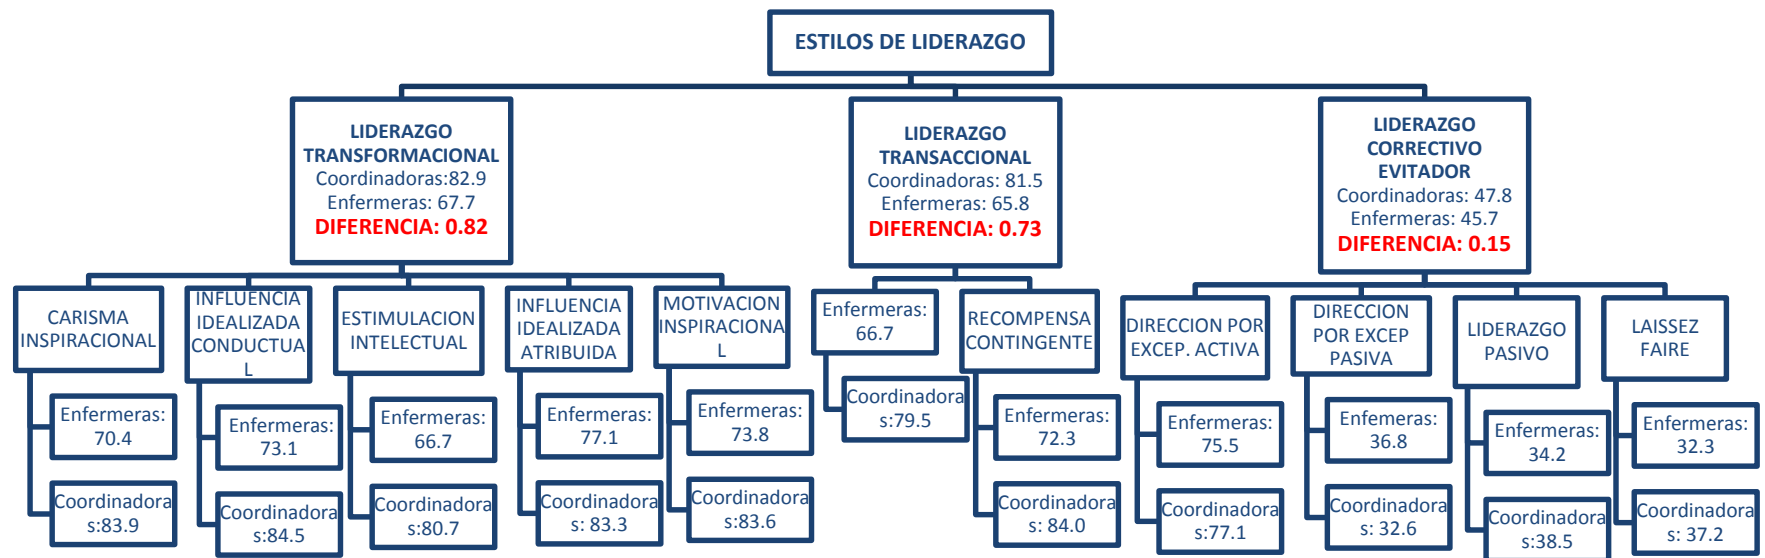 ESTILOS DE LIDERAZGO
LIDERAZGO
TRANSFORMACIONAL
Coordinadoras:82.9
Enfermeras: 67.7
DIFERENCIA: 0.82
LIDERAZGO
TRANSACCIONAL
Coordinadoras: 81.5
Enfermeras: 65.8
DIFERENCIA: 0.73
LIDERAZGO
CORRECTIVO
EVITADOR
Coordinadoras: 47.8
Enfermeras: 45.7
DIFERENCIA: 0.15
CARISMA
INSPIRACIONAL
Enfermeras:
70.4
Coordinadora
s:83.9
INFLUENCIA
IDEALIZADA
CONDUCTUA
L
Enfermeras:
73.1
Coordinadora
s:84.5
ESTIMULACION
INTELECTUAL
Enfermeras:
66.7
Coordinadora
s:80.7
INFLUENCIA
IDEALIZADA
ATRIBUIDA
Enfermeras:
77.1
Coordinadora
s: 83.3
MOTIVACION
INSPIRACIONA
L
Enfermeras:
73.8
Coordinadora
s:83.6
Enfermeras:
66.7
Coordinadora
s:79.5
RECOMPENSA
CONTINGENTE
Enfermeras:
72.3
Coordinadora
s: 84.0
DIRECCION POR
EXCEP. ACTIVA
Enfermeras:
75.5
Coordinadora
s:77.1
DIRECCION
POR EXCEP
PASIVA
Enfemeras:
36.8
Coordinadora
s: 32.6
LIDERAZGO
PASIVO
Enfermeras:
34.2
Coordinadora
s:38.5
LAISSEZ
FAIRE
Enfermeras:
32.3
Coordinadora
s: 37.2